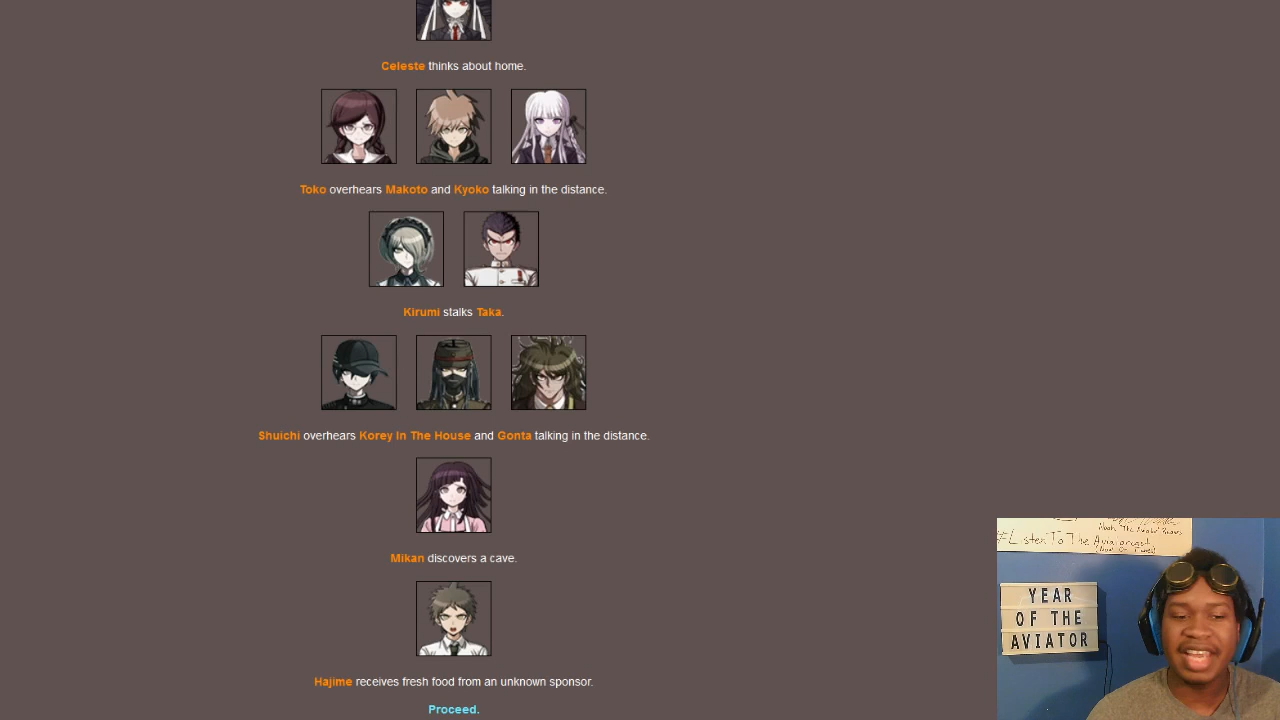 Celeste thinks about home.
Toko overhears Makoto and Kyoko talking in the distance.
Kirumi stalks Taka.
Shuichi overhears Korey In The House and Gonta talking in the distance.
Mikan discovers a cave.
Hajime receives fresh food from an unknown sponsor.
Proceed.
#LstenToTheAviatorcast
YEAR
OF THE
AVIATOR